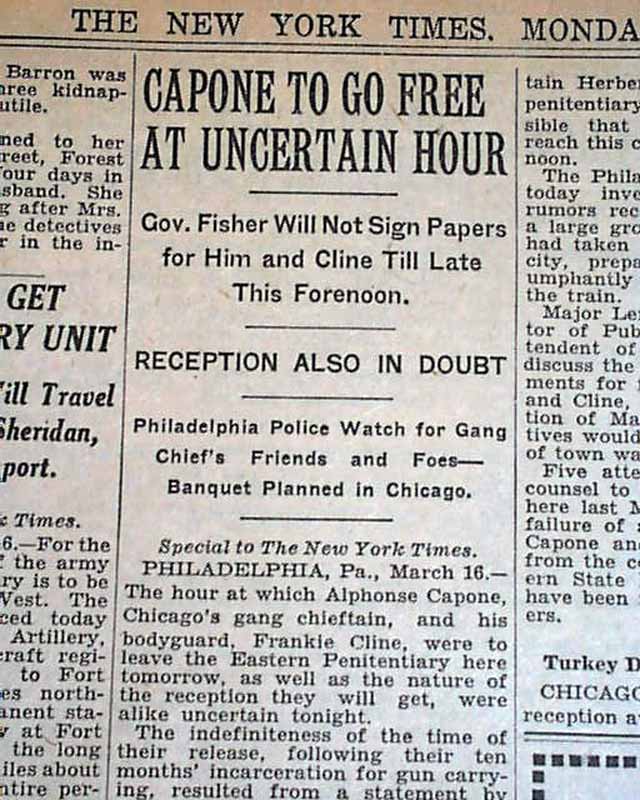 THE NEW YORK TIMES. MONDA
Barron was
hree kidnap-
utile.
ned to her
reet, Forest
our days in
sband. She
g after Mrs.
he detectives
r in the in-
GET
RY UNIT
ill Travel
Sheridan,
port.
k Times.
6.—For the
f the army
ry is to be
West. The
ced today
Artillery,
craft regi-
to Fort
es north-
anent sta-
y at Fort
the long
iles about
ntire per-
CAPONE TO GO FREE
AT UNCERTAIN HOUR
Gov. Fisher Will Not Sign Papers
for Him and Cline Till Late
This Forenoon.
RECEPTION ALSO IN DOUBT
Philadelphia Police Watch for Gang
Chief's Friends and Foes—
Banquet Planned in Chicago.
Special to The New York Times.
PHILADELPHIA, Pa., March 16.—
The hour at which Alphonse Capone,
Chicago's gang chieftain, and his
bodyguard, Frankie Cline, were to
leave the Eastern Penitentiary here
tomorrow, as well as the nature of
the reception they will get, were
alike uncertain tonight.
The indefiniteness of the time of
their release, following their ten
months' incarceration for gun carry-
ing, resulted from a statement by
tain Herber
penitentiary
sible that
reach this c
noon.
The Phila
today inve
rumors rec
a large gro
had taken
city, prepa
umphantly
the train.
Major Le
tor of Pub
tendent of
discuss the
ments for
and Cline,
tion of Ma
tives would
of town wa
Five atte
counsel to
here last M
failure of
Capone an
from the c
ern State
have been
ers.
Turkey D
CHICAGO
reception a